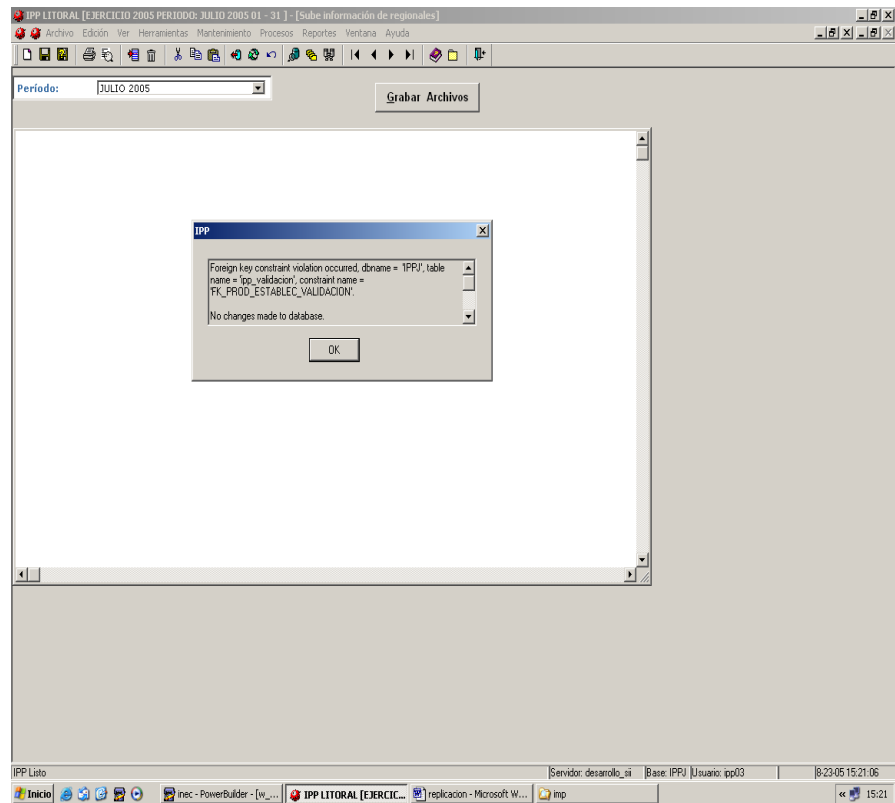 IPP LITORAL [EJERCICIO 2005 PERIODO: JULIO 2005 01 - 31 ] - [Sube información de regionales]
Archivo Edición Ver Herramientas Mantenimiento Procesos Reportes Ventana Ayuda
Período: JULIO 2005
Grabar Archivos
IPP
Foreign key constraint violation occurred, dbname = 'IPPJ', table
name = 'ipp_validacion', constraint name =
'FK_PROD_ESTABLEC_VALIDACION'.
No changes made to database.
OK
IPP Listo Servidor: desarrollo_sii Base: IPPJ Usuario: ipp03 8-23-05 15:21:06
Inicio inec - PowerBuilder - [w_... IPP LITORAL [EJERCIC... replicacion - Microsoft W... imp « 15:21